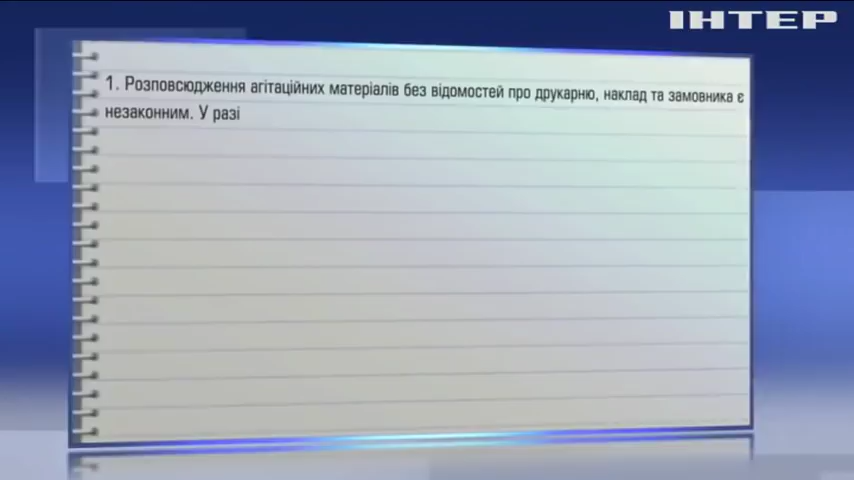 ІНТЕР
1. Розповсюдження агітаційних матеріалів без відомостей про друкарню, наклад та замовника є
незаконним. У разі